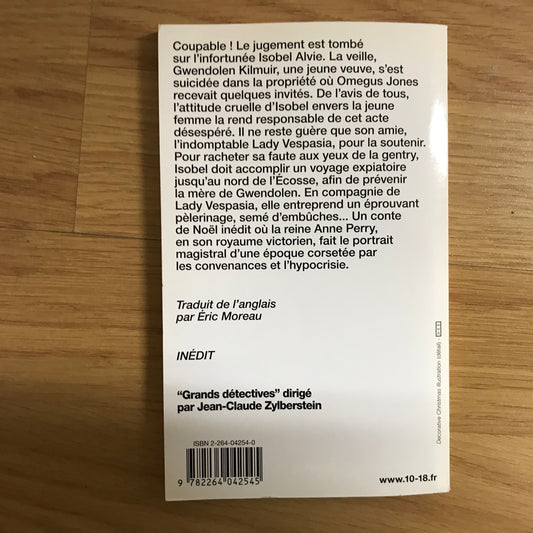 Coupable ! Le jugement est tombé
sur l'infortunée Isobel Alvie. La veille,
Gwendolen Kilmuir, une jeune veuve, s'est
suicidée dans la propriété où Omegus Jones
recevait quelques invités. De l'avis de tous,
l'attitude cruelle d'Isobel envers la jeune
femme la rend responsable de cet acte
désespéré. Il ne reste guère que son amie,
l'indomptable Lady Vespasia, pour la soutenir.
Pour racheter sa faute aux yeux de la gentry,
Isobel doit accomplir un voyage expiatoire
jusqu'au nord de l'Écosse, afin de prévenir
la mère de Gwendolen. En compagnie de
Lady Vespasia, elle entreprend un éprouvant
pèlerinage, semé d'embûches... Un conte
de Noël inédit où la reine Anne Perry,
en son royaume victorien, fait le portrait
magistral d'une époque corsetée par
les convenances et l'hypocrisie.
Traduit de l'anglais
par Éric Moreau
INÉDIT
"Grands détectives" dirigé
par Jean-Claude Zylberstein
ISBN 2-264-04254-0
9 782264 042545
www.10-18.fr
Decorative Christmas Illustration (détail) -